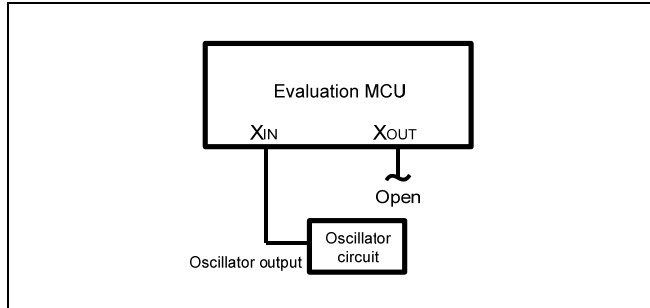 Evaluation MCU
XIN
XOUT
Open
Oscillator
circuit
Oscillator output